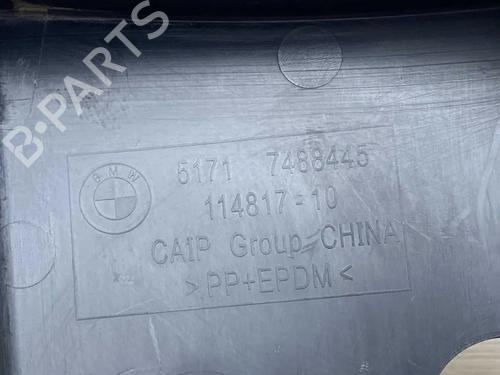 B-PARTS
BMW
5171 7488445
114817-10
CAIP Group CHINA
>PP+EPDM<